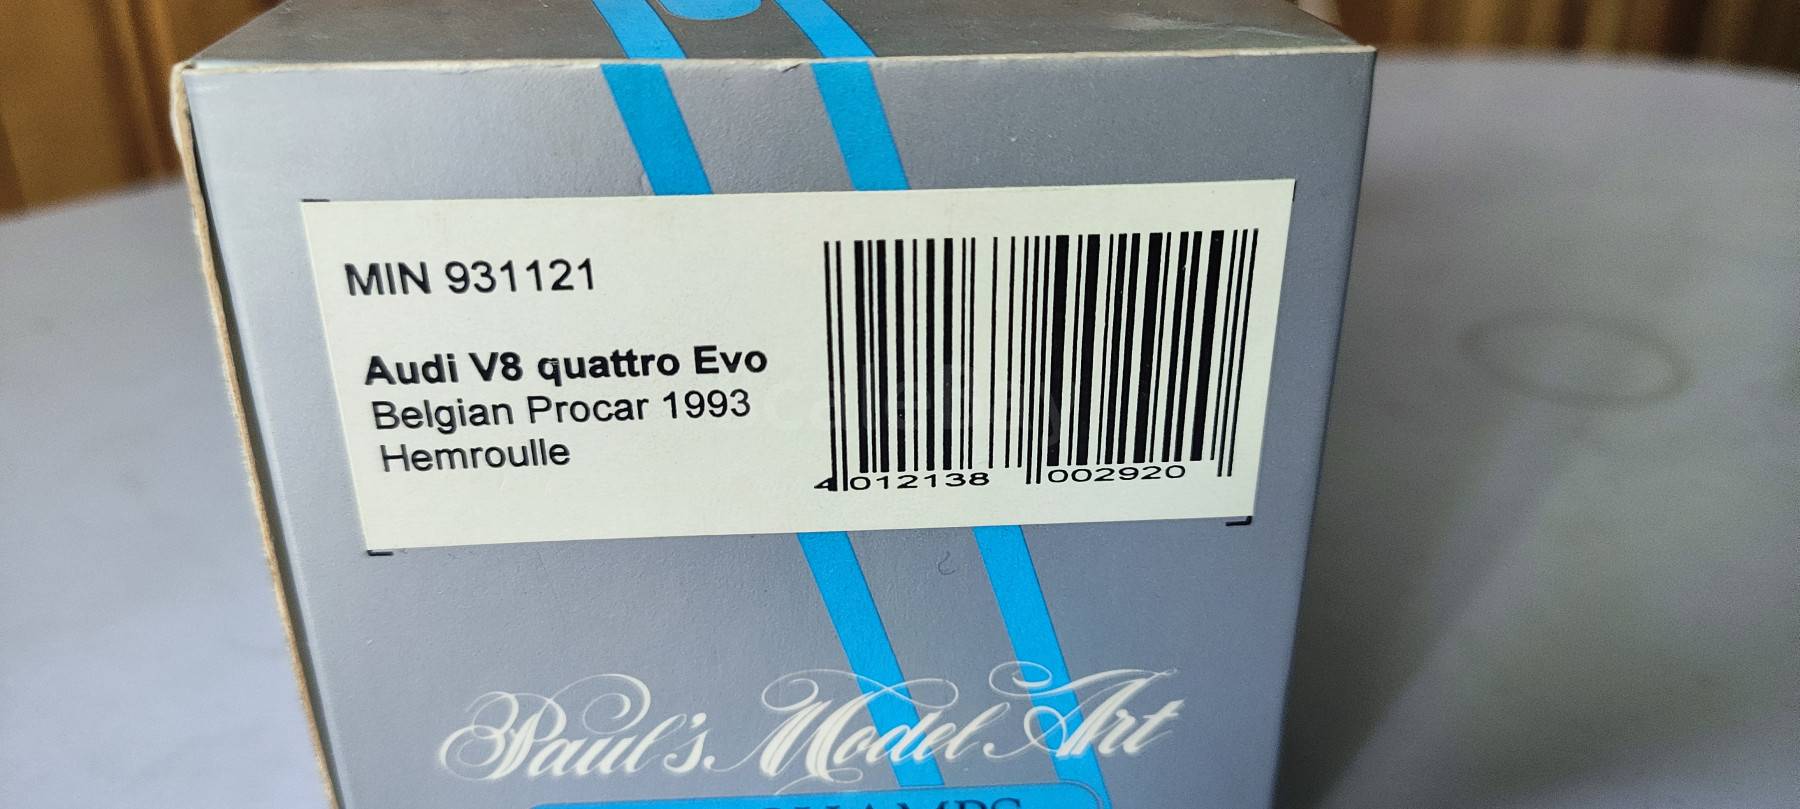 MIN 931121
Audi V8 quattro Evo
Belgian Procar 1993
Hemroulle
4 012138 002920
Paul's Model Art